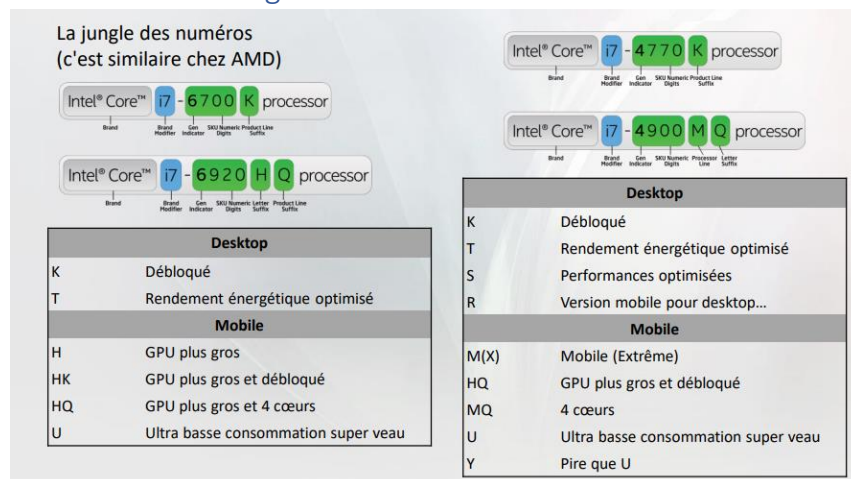 La jungle des numéros
(c'est similaire chez AMD)
Intel® Core™ i7 - 6700 K processor
Brand Brand Modifier Gen Indicator SKU Numeric Digits Product Line Suffix
Intel® Core™ i7 - 6920 H Q processor
Brand Brand Modifier Gen Indicator SKU Numeric Digits Letter Suffix Product Line Suffix
Desktop
K Débloqué
T Rendement énergétique optimisé
Mobile
H GPU plus gros
HK GPU plus gros et débloqué
HQ GPU plus gros et 4 cœurs
U Ultra basse consommation super veau
Intel® Core™ i7 - 4770 K processor
Brand Brand Modifier Gen Indicator SKU Numeric Digits Product Line Suffix
Intel® Core™ i7 - 4900 M Q processor
Brand Brand Modifier Gen Indicator SKU Numeric Digits Processor Line Letter Suffix
Desktop
K Débloqué
T Rendement énergétique optimisé
S Performances optimisées
R Version mobile pour desktop...
Mobile
M(X) Mobile (Extrême)
HQ GPU plus gros et débloqué
MQ 4 cœurs
U Ultra basse consommation super veau
Y Pire que U